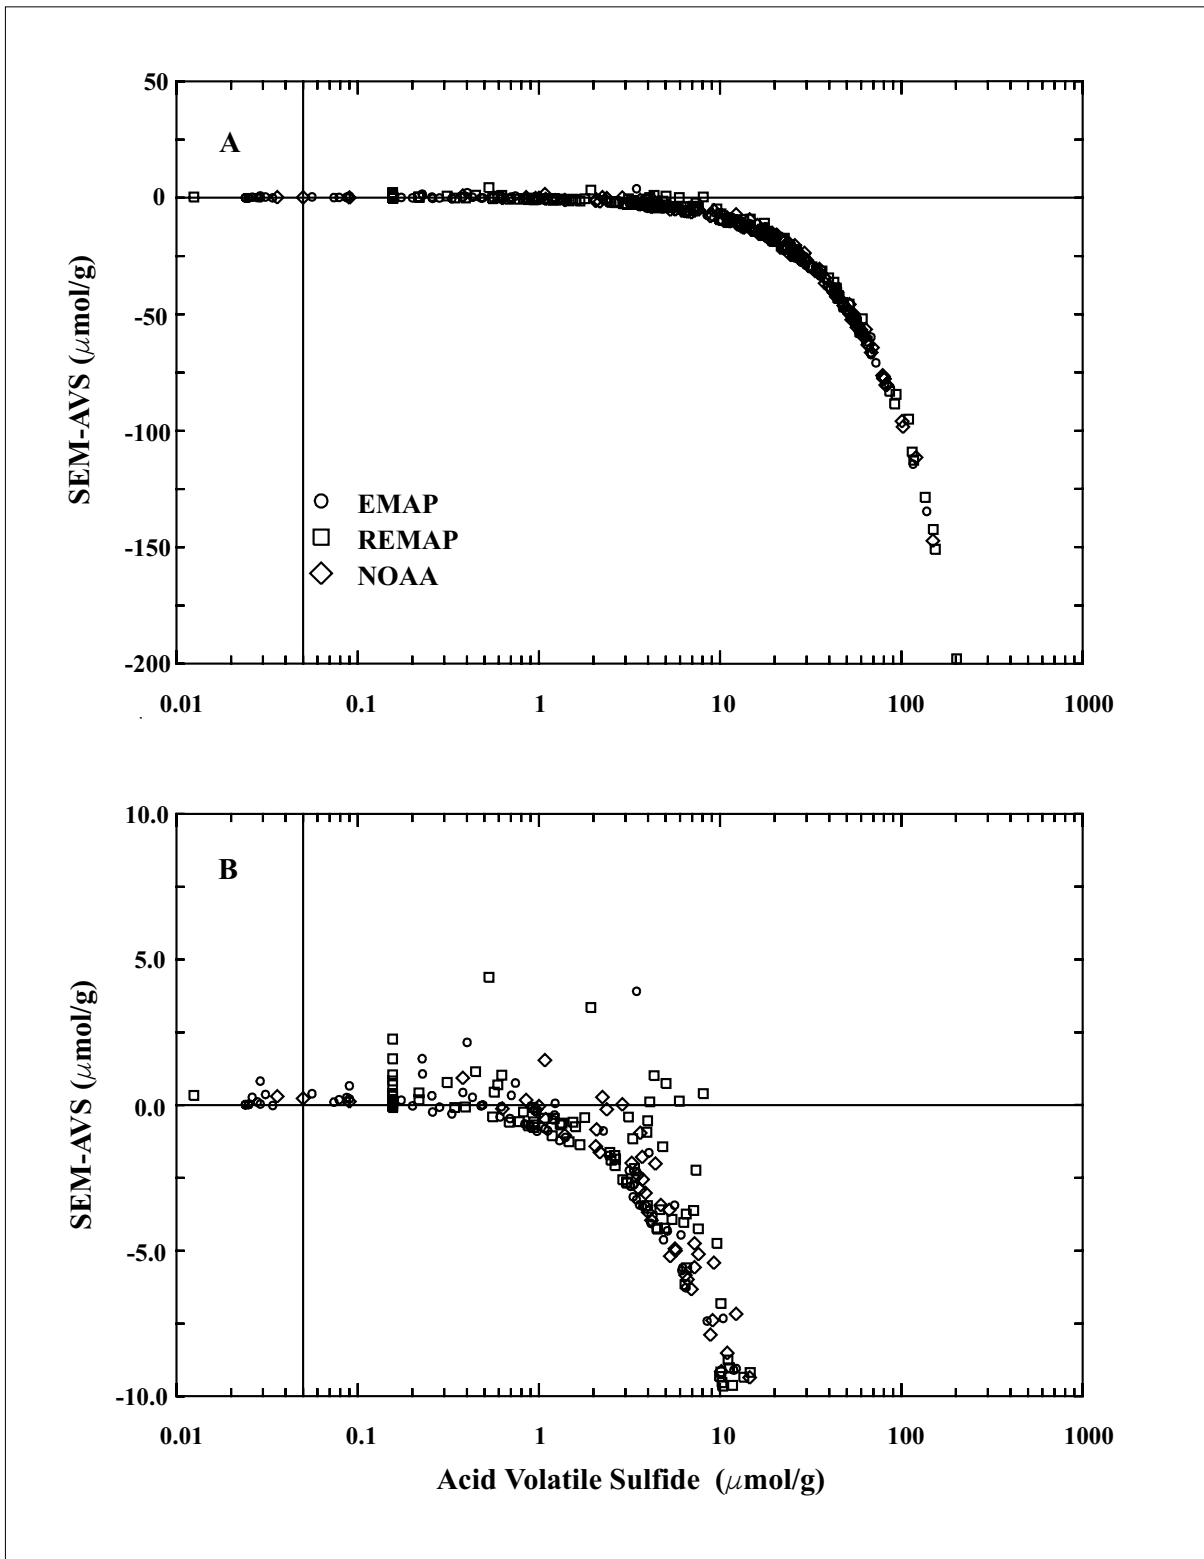 50
A
0
-50
-100
-150
-200
SEM-AVS (μmol/g)
EMAP
REMAP
NOAA
0.01 0.1 1 10 100 1000
10.0
B
5.0
0.0
-5.0
-10.0
SEM-AVS (μmol/g)
0.01 0.1 1 10 100 1000
Acid Volatile Sulfide (μmol/g)